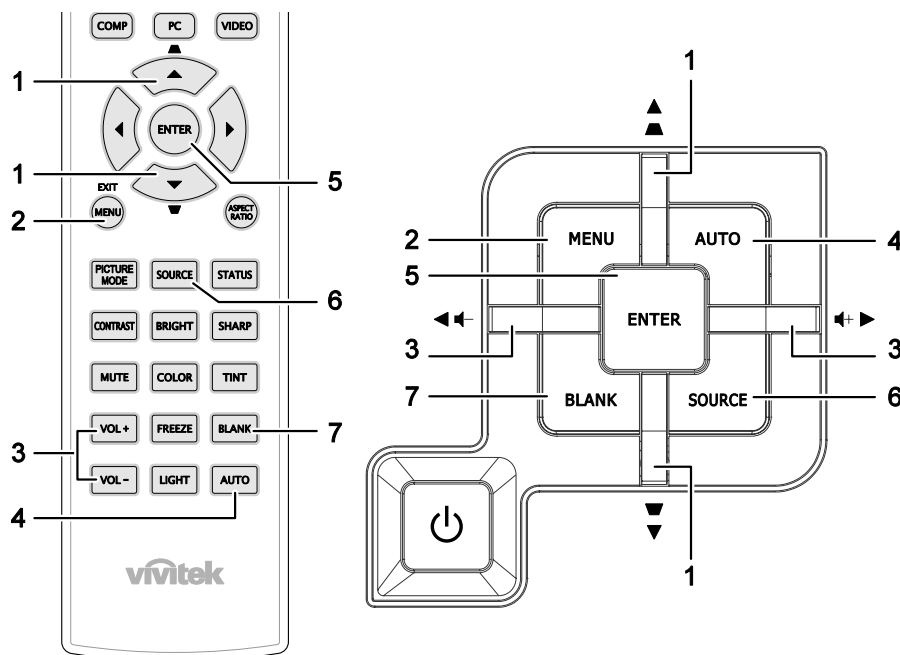 COMP PC VIDEO
1
ENTER
1
5
EXIT
MENU
2
ASPECT
RATIO
PICTURE
MODE
SOURCE STATUS
6
CONTRAST BRIGHT SHARP
MUTE COLOR TINT
VOL + FREEZE BLANK
3
7
VOL - LIGHT AUTO
4
vivitek
1
2 MENU AUTO 4
5
ENTER
- +
3 3
7 BLANK SOURCE 6
1